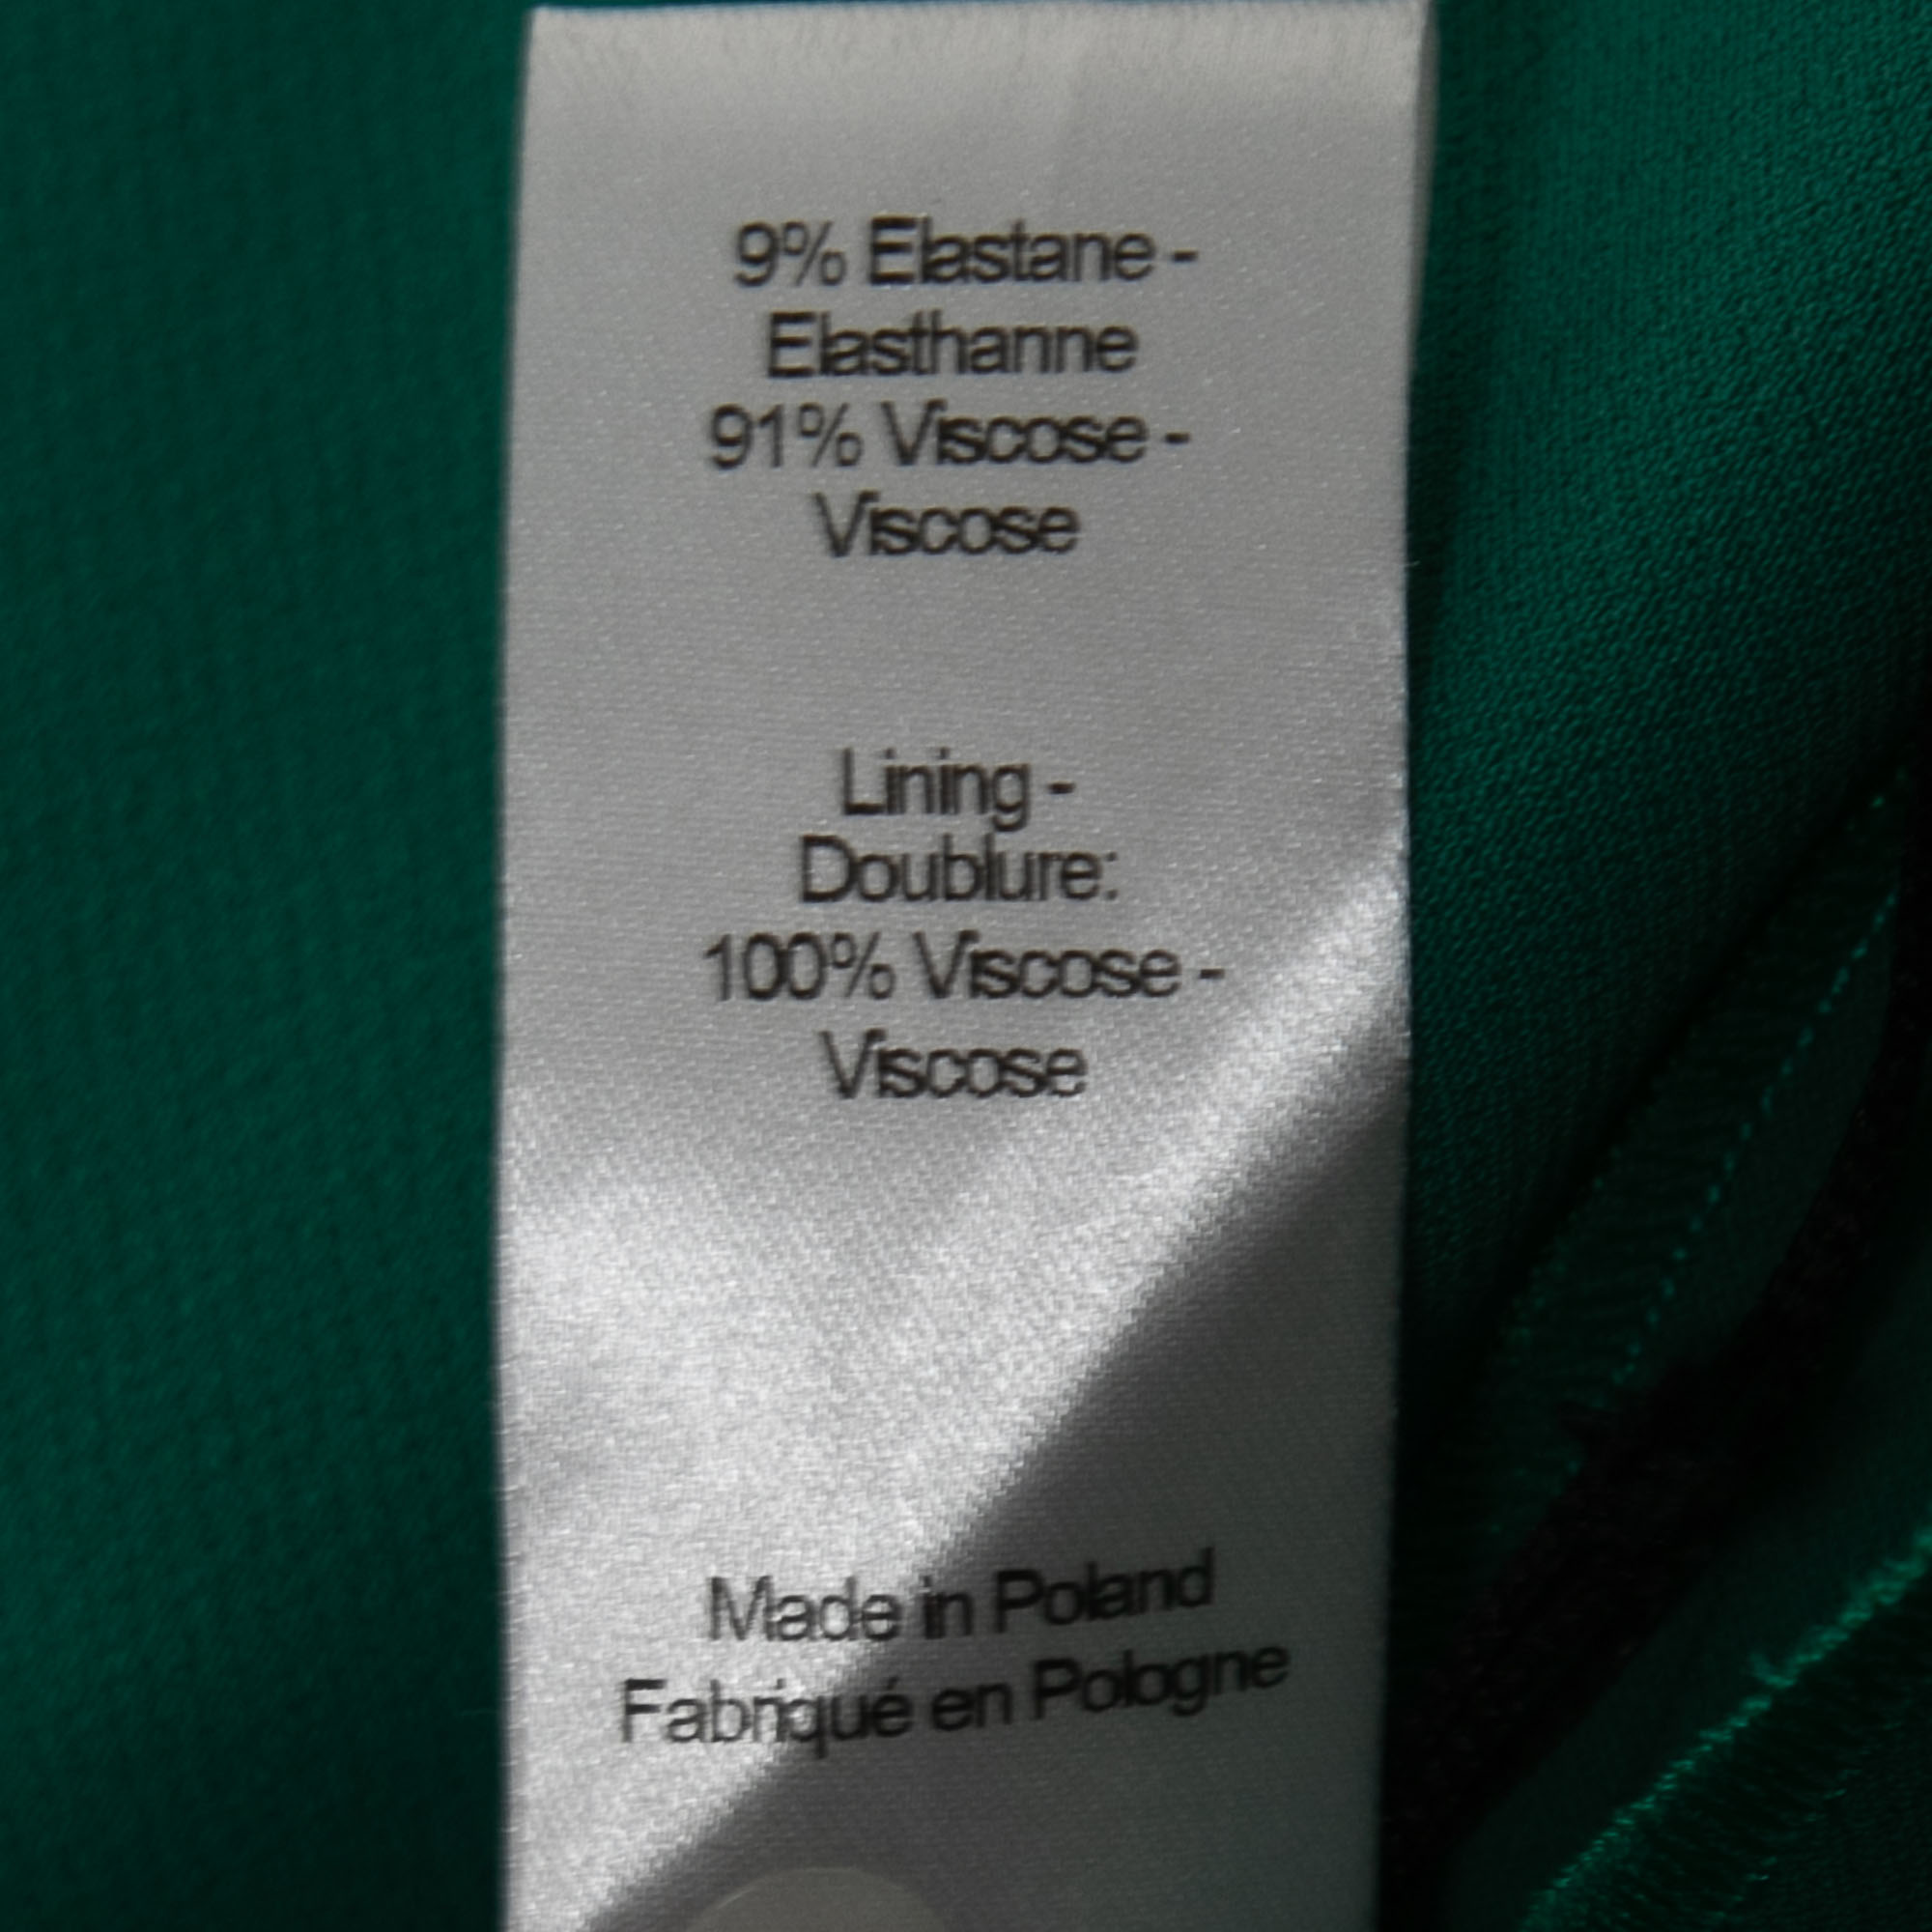 9% Elastane -
Elasthanne
91% Viscose -
Viscose
Lining -
Doublure:
100% Viscose -
Viscose
Made in Poland
Fabriqué en Pologne